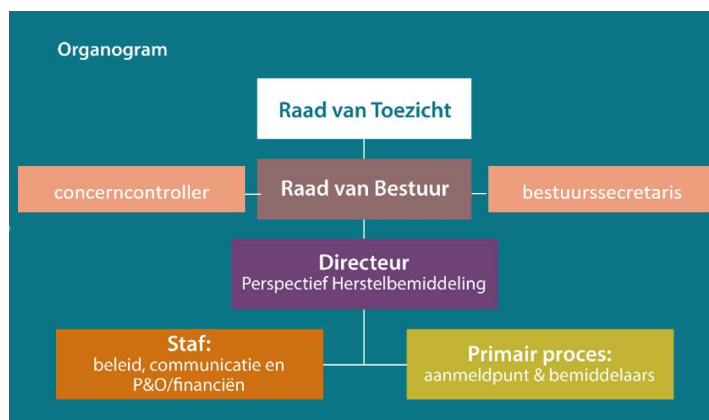 Organogram
Raad van Toezicht
concerncontroller
Raad van Bestuur
bestuurssecretaris
Directeur
Perspectief Herstelbemiddeling
Staf:
beleid, communicatie en
P&O/financiën
Primair proces:
aanmeldpunt & bemiddelaars